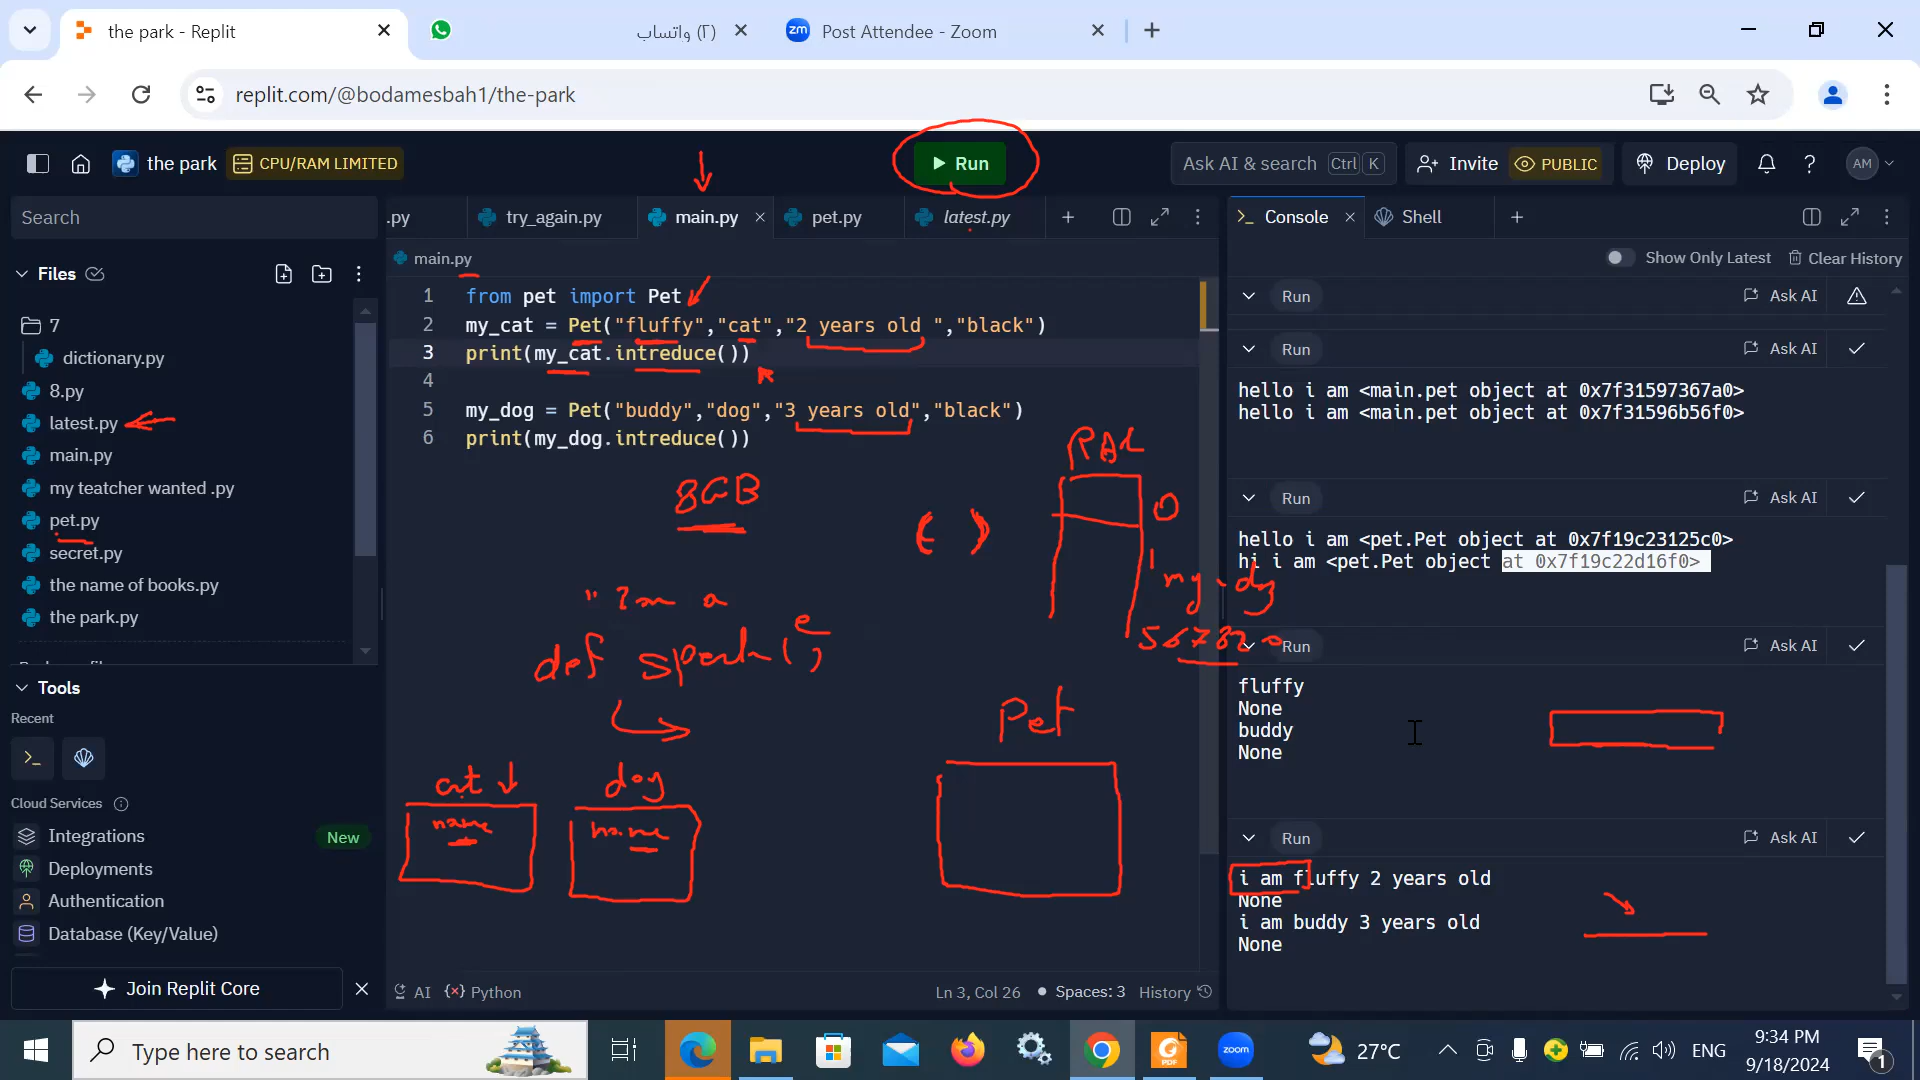 the park - Replit
(٢) واتساب
zm Post Attendee - Zoom
replit.com/@bodamesbah1/the-park
the park
CPU/RAM LIMITED
Run
Ask AI & search Ctrl K
Invite
PUBLIC
Deploy
AM
Search
.py
try_again.py
main.py
pet.py
latest.py
Console
Shell
Files
main.py
Show Only Latest
Clear History
7
dictionary.py
8.py
latest.py
main.py
my teatcher wanted .py
pet.py
secret.py
the name of books.py
the park.py
Tools
Recent
Cloud Services
Integrations New
Deployments
Authentication
Database (Key/Value)
Join Replit Core
1 from pet import Pet
2 my_cat = Pet("fluffy","cat","2 years old ","black")
3 print(my_cat.intreduce())
4
5 my_dog = Pet("buddy","dog","3 years old","black")
6 print(my_dog.intreduce())
8GB
( )
0
1
"Im a
def speak(
Pet
cat
dog
name
name
AI
Python
Ln 3, Col 26
Spaces: 3
History
Run Ask AI
Run Ask AI
hello i am <main.pet object at 0x7f31597367a0>
hello i am <main.pet object at 0x7f31596b56f0>
Run Ask AI
hello i am <pet.Pet object at 0x7f19c23125c0>
hi i am <pet.Pet object at 0x7f19c22d16f0>
Run Ask AI
fluffy
None
buddy
None
Run Ask AI
i am fluffy 2 years old
None
i am buddy 3 years old
None
Type here to search
zoom
27°C
ENG
9:34 PM
9/18/2024
1